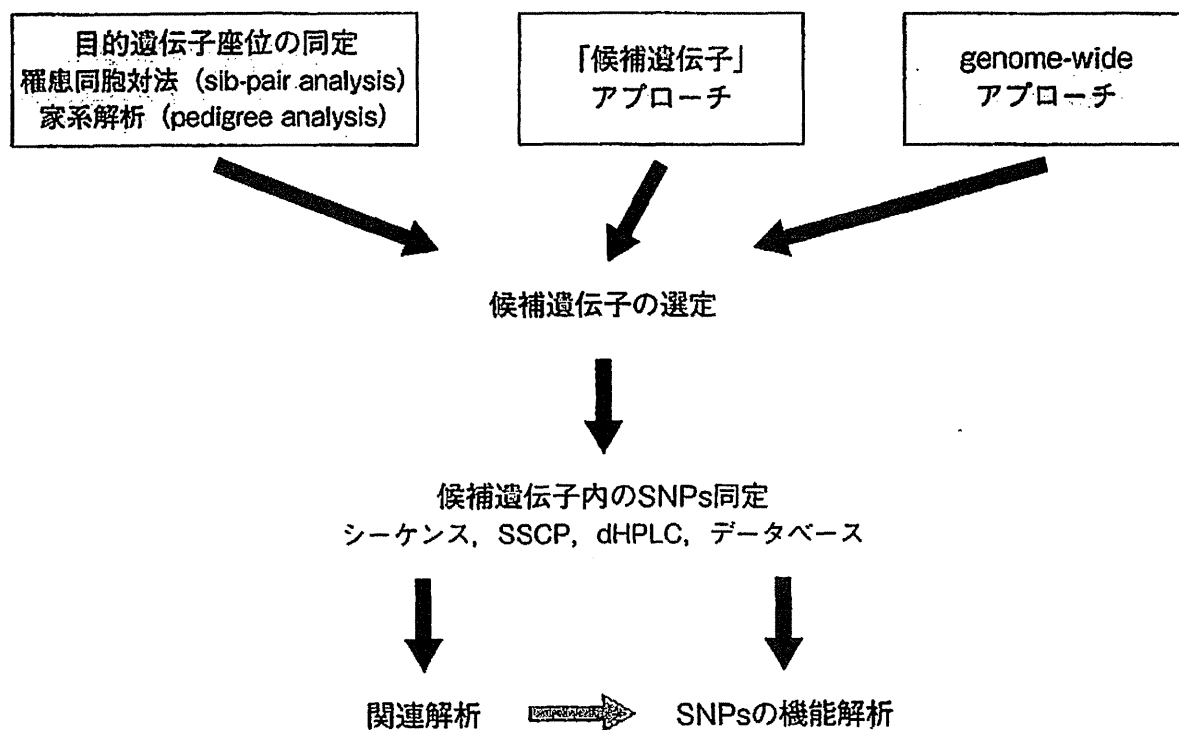 目的遺伝子座位の同定
罹患同胞対法（sib-pair analysis）
家系解析（pedigree analysis）
「候補遺伝子」
アプローチ
genome-wide
アプローチ
候補遺伝子の選定
候補遺伝子内のSNPs同定
シーケンス，SSCP，dHPLC，データベース
関連解析
SNPsの機能解析